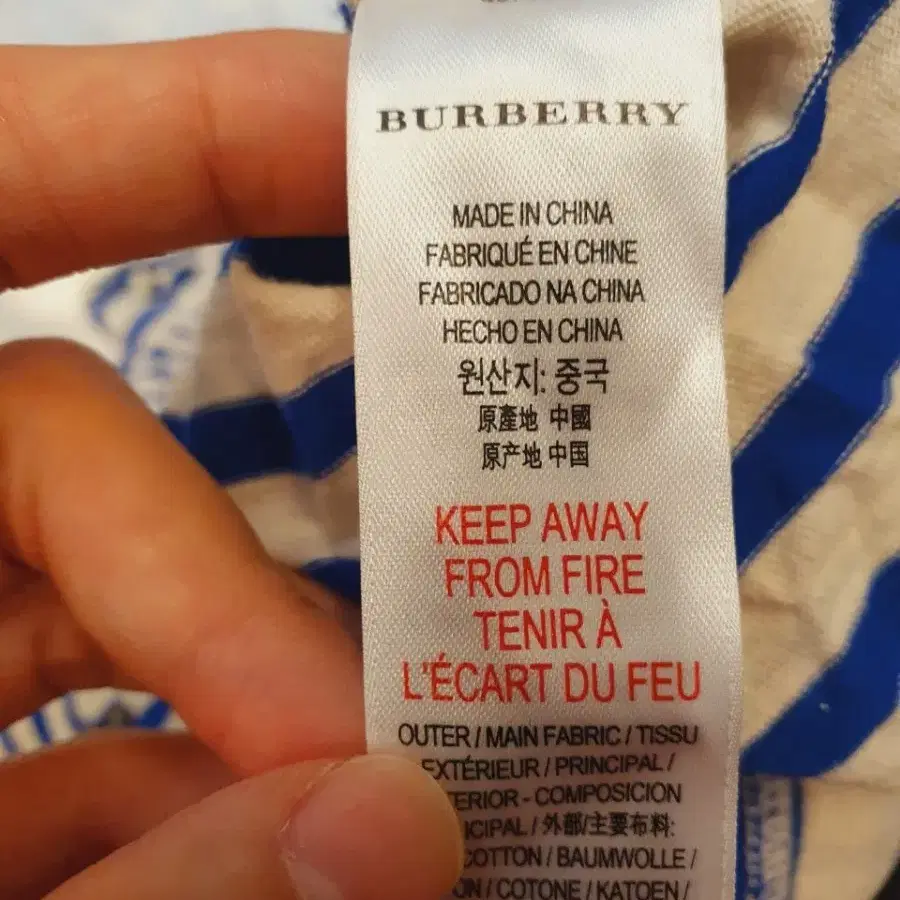 BURBERRY
MADE IN CHINA
FABRIQUÉ EN CHINE
FABRICADO NA CHINA
HECHO EN CHINA
원산지: 중국
原產地 中國
原产地 中国
KEEP AWAY
FROM FIRE
TENIR À
L'ÉCART DU FEU
OUTER / MAIN FABRIC / TISSU
EXTÉRIEUR / PRINCIPAL /
COMPOSICION
外部/主要布料:
COTTON / BAUMWOLLE /
COTONE / KATOEN /